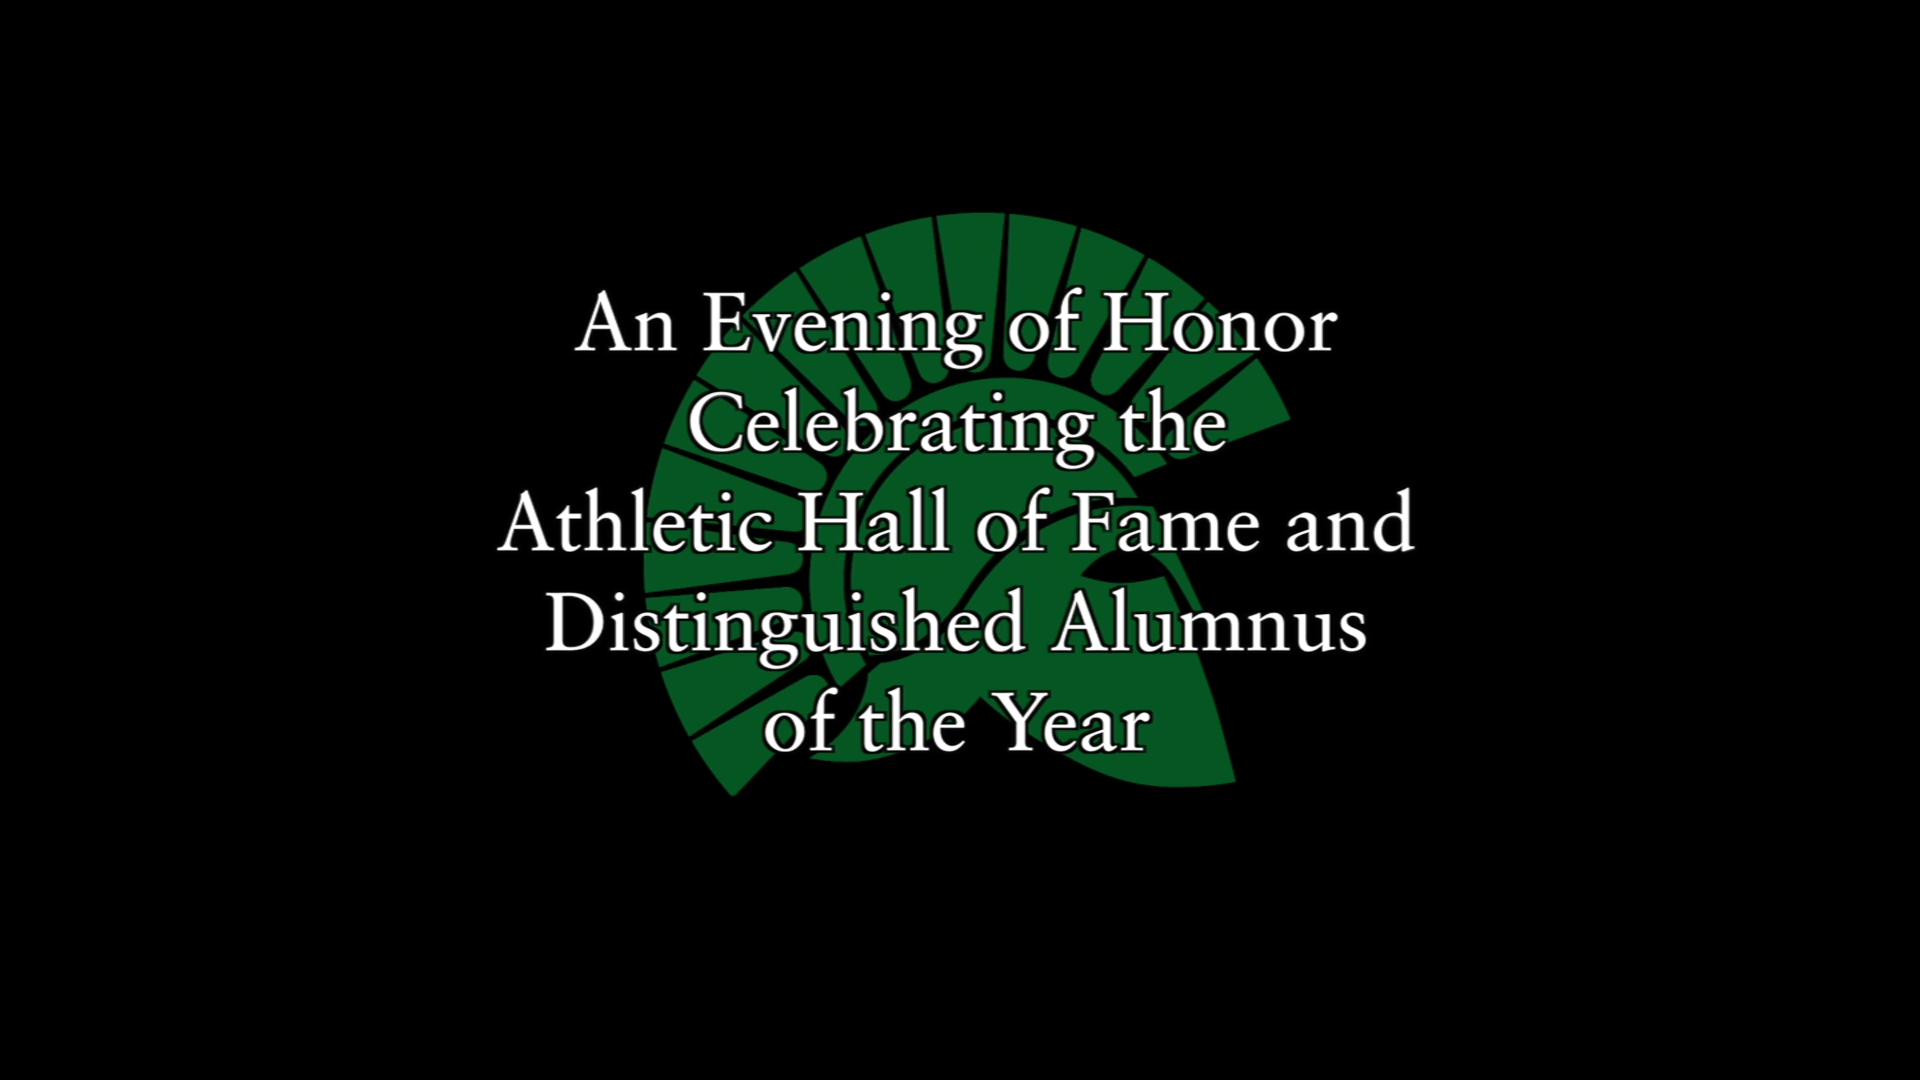 An Evening of Honor
Celebrating the
Athletic Hall of Fame and
Distinguished Alumnus
of the Year